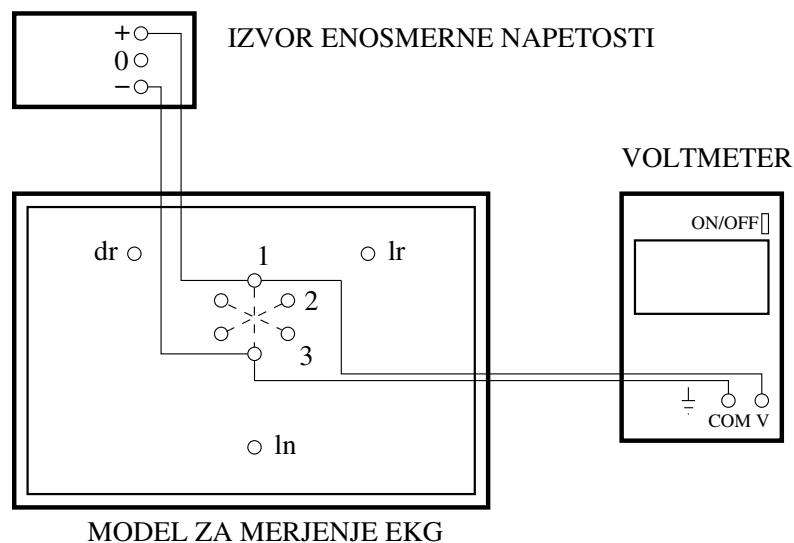 +
IZVOR ENOSMERNE NAPETOSTI
0
−
VOLTMETER
ON/OFF
dr
1
lr
2
3
COM V
ln
MODEL ZA MERJENJE EKG